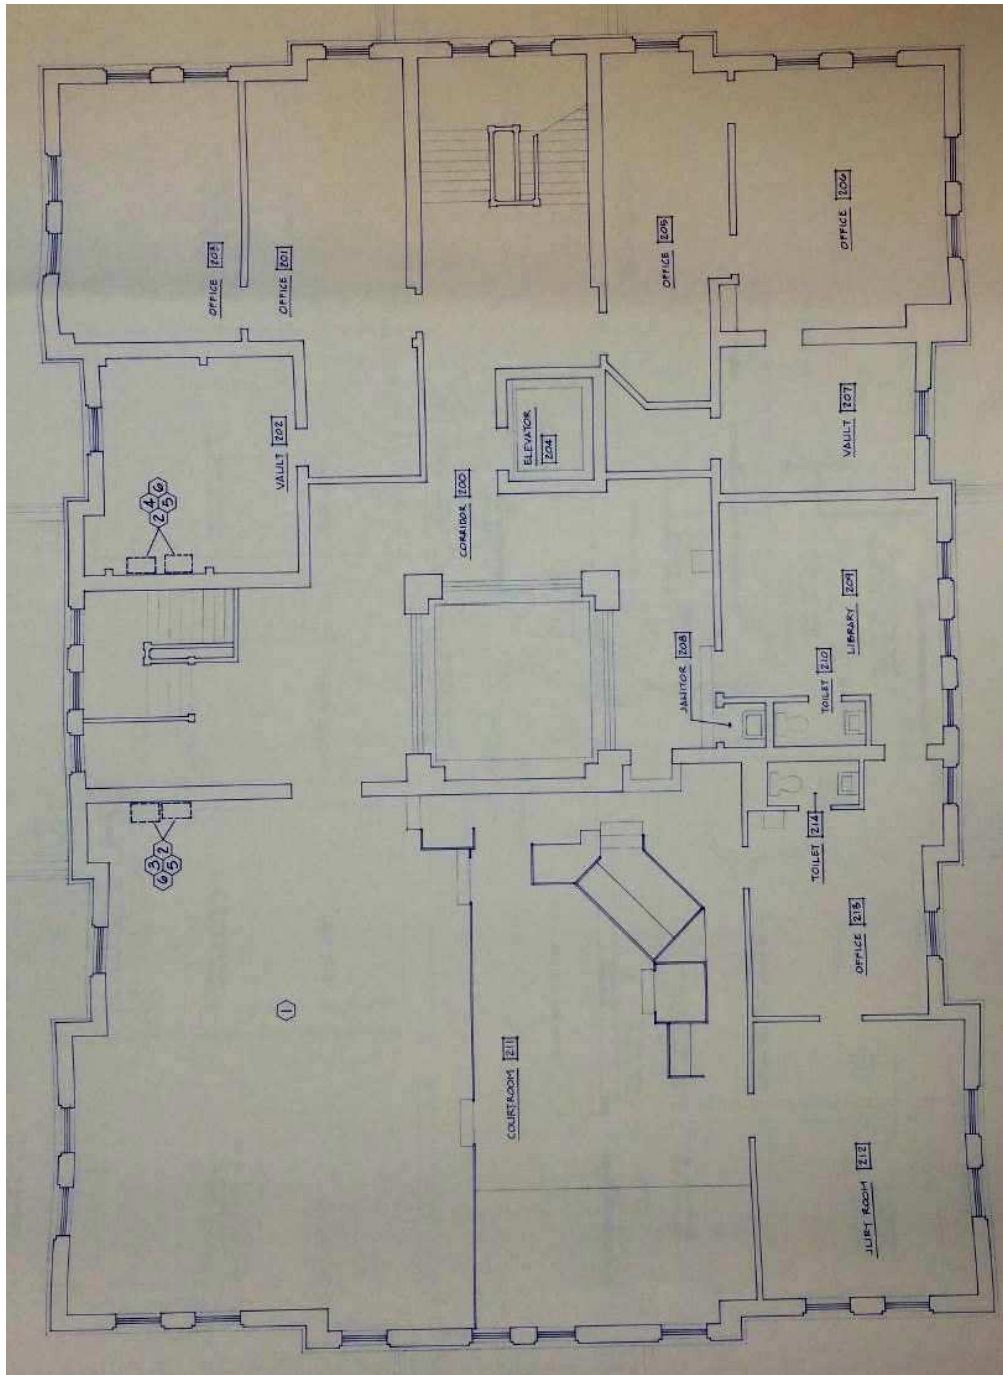 3 2
6 5
4 6
2 5
OFFICE 203
1
VAULT 202
OFFICE 201
CORRIDOR 200
COURTROOM 211
ELEVATOR
204
OFFICE 205
JANITOR 208
TOILET 214
TOILET 210
JURY ROOM 212
OFFICE 213
LIBRARY 209
VAULT 207
OFFICE 206